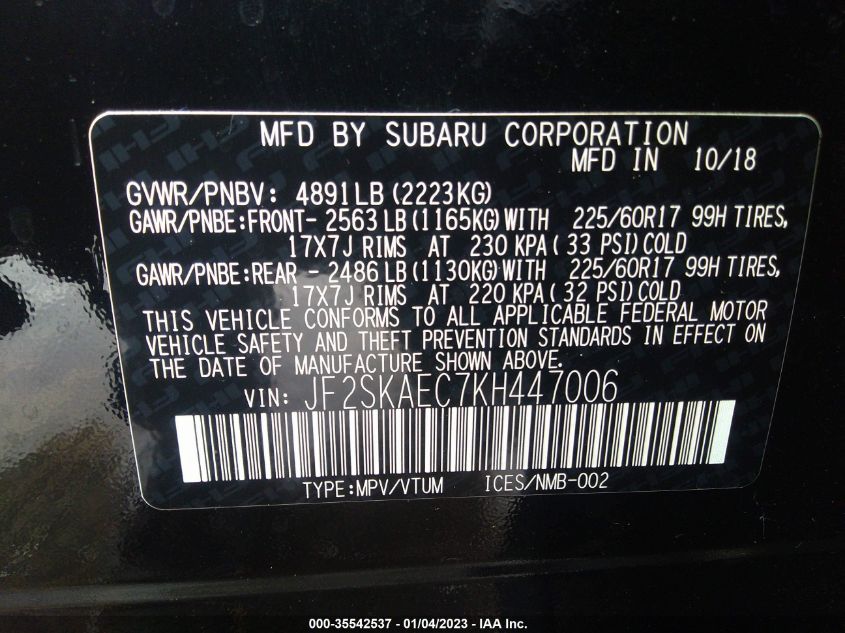 MFD BY SUBARU CORPORATION
MFD IN 10/18
GVWR/PNBV: 4891LB (2223KG)
GAWR/PNBE:FRONT- 2563 LB (1165KG) WITH 225/60R17 99H TIRES,
17X7J RIMS AT 230 KPA ( 33 PSI) COLD
GAWR/PNBE:REAR - 2486 LB (1130KG) WITH 225/60R17 99H TIRES,
17X7J RIMS AT 220 KPA ( 32 PSI) COLD
THIS VEHICLE CONFORMS TO ALL APPLICABLE FEDERAL MOTOR
VEHICLE SAFETY AND THEFT PREVENTION STANDARDS IN EFFECT ON
THE DATE OF MANUFACTURE SHOWN ABOVE.
VIN: JF2SKAEC7KH447006
TYPE:MPV/VTUM ICES/NMB-002
000-35542537 - 01/04/2023 - IAA Inc.